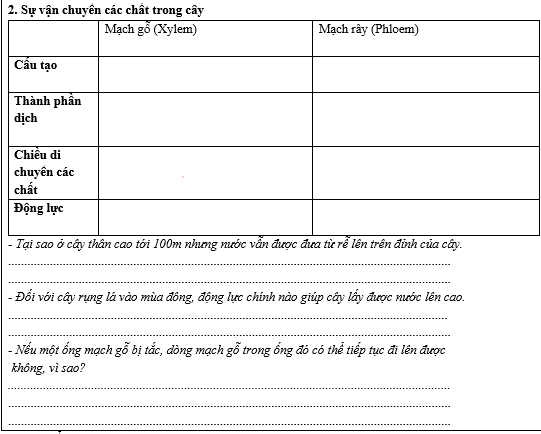 2. Sự vận chuyển các chất trong cây
Mạch gỗ (Xylem) Mạch rây (Phloem)
Cấu tạo
Thành phần
dịch
Chiều di
chuyển các
chất
Động lực
- Tại sao ở cây thân cao tới 100m nhưng nước vẫn được đưa từ rễ lên trên đỉnh của cây.
- Đối với cây rụng lá vào mùa đông, động lực chính nào giúp cây lấy được nước lên cao.
- Nếu một ống mạch gỗ bị tắc, dòng mạch gỗ trong ống đó có thể tiếp tục đi lên được
không, vì sao?